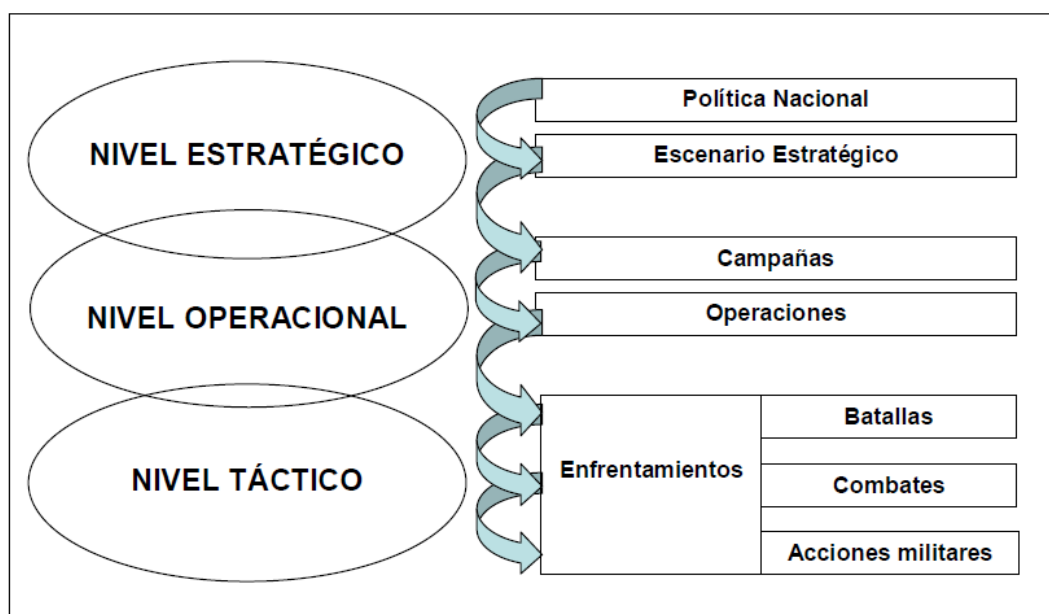 NIVEL ESTRATÉGICO
Política Nacional
Escenario Estratégico
NIVEL OPERACIONAL
Campañas
Operaciones
NIVEL TÁCTICO
Enfrentamientos
Batallas
Combates
Acciones militares